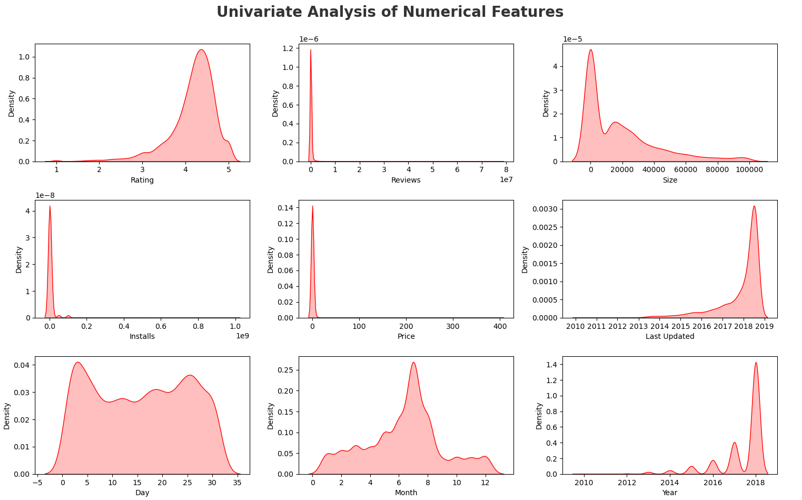 Univariate Analysis of Numerical Features
1.0
0.8
0.6
0.4
0.2
0.0
Density
1 2 3 4 5
Rating
1e−6
1.2
1.0
0.8
0.6
0.4
0.2
0.0
Density
0 1 2 3 4 5 6 7 8
1e7
Reviews
1e−5
4
3
2
1
0
Density
0 20000 40000 60000 80000 100000
Size
1e−8
4
3
2
1
0
Density
0.0 0.2 0.4 0.6 0.8 1.0
1e9
Installs
0.14
0.12
0.10
0.08
0.06
0.04
0.02
0.00
Density
0 100 200 300 400
Price
0.0030
0.0025
0.0020
0.0015
0.0010
0.0005
0.0000
Density
2010 2011 2012 2013 2014 2015 2016 2017 2018 2019
Last Updated
0.04
0.03
0.02
0.01
0.00
Density
−5 0 5 10 15 20 25 30 35
Day
0.25
0.20
0.15
0.10
0.05
0.00
Density
0 2 4 6 8 10 12
Month
1.4
1.2
1.0
0.8
0.6
0.4
0.2
0.0
Density
2010 2012 2014 2016 2018
Year